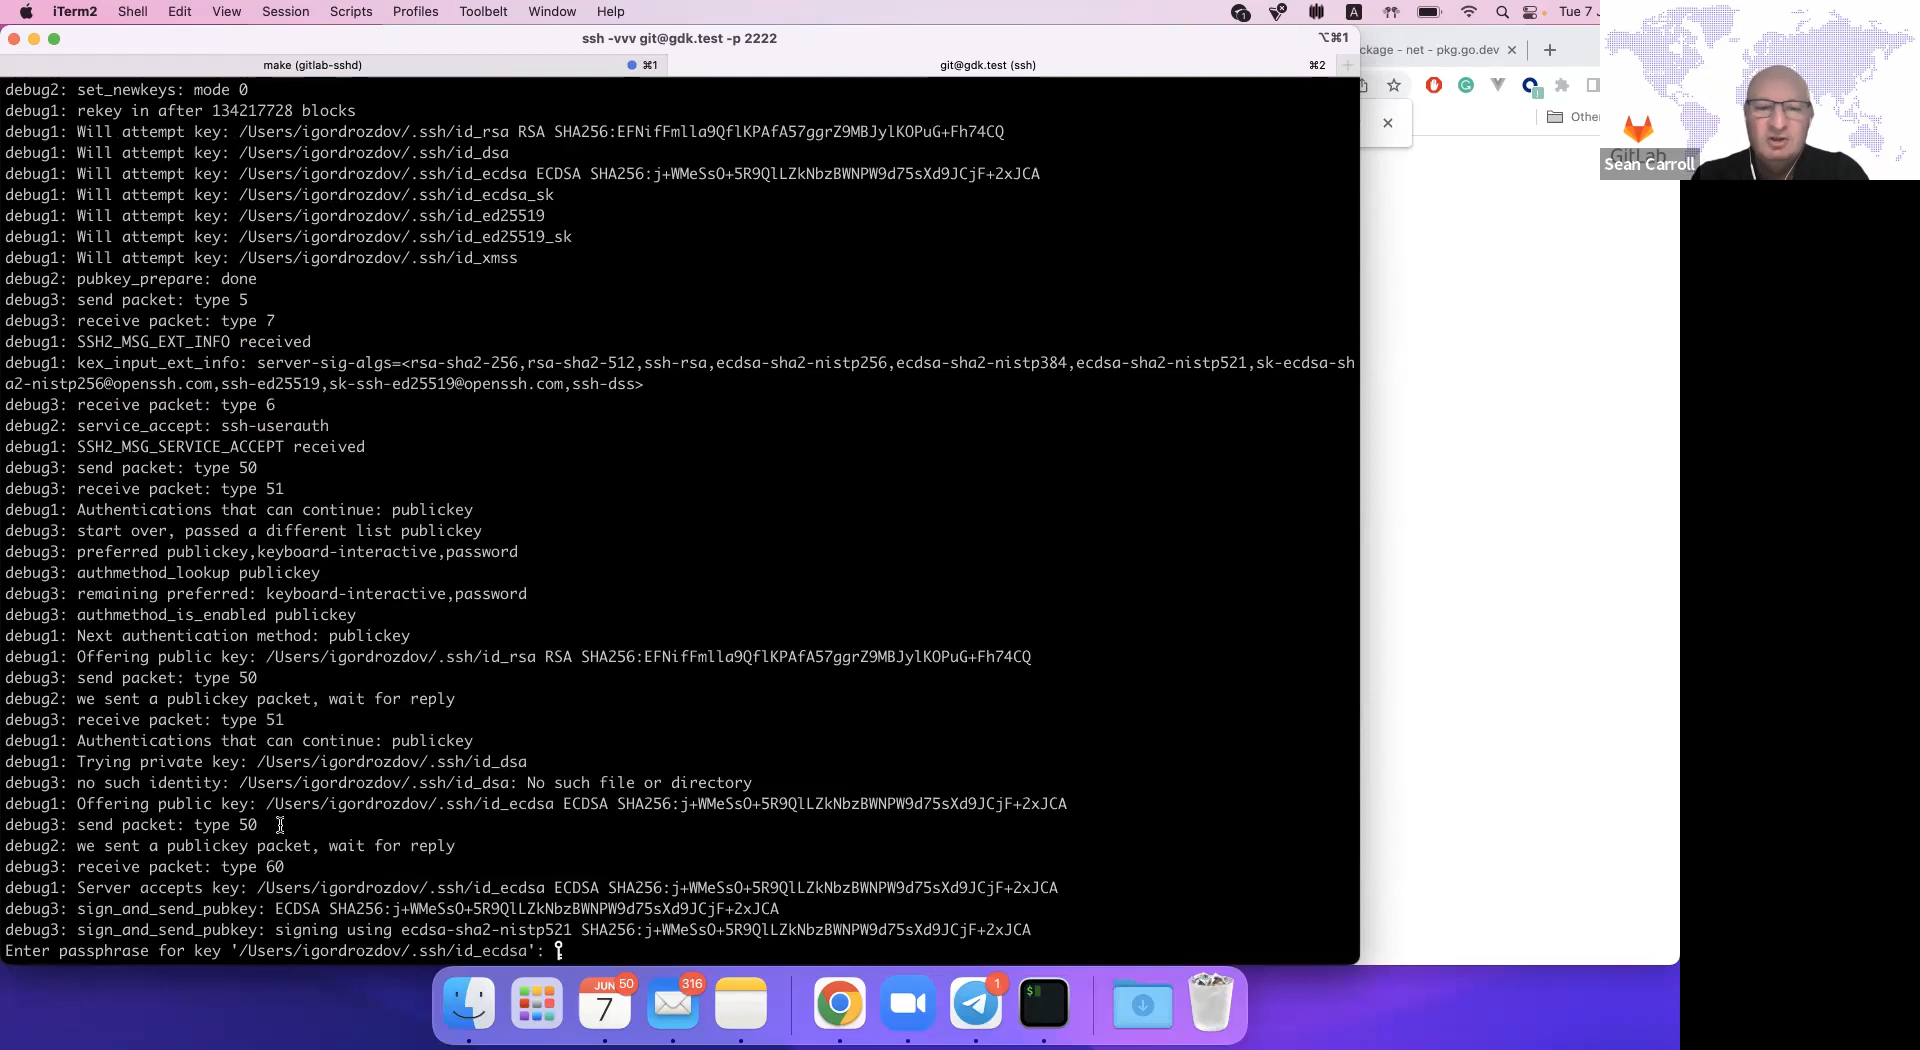 iTerm2 Shell Edit View Session Scripts Profiles Toolbelt Window Help
1 A Tue 7
ssh -vvv git@gdk.test -p 2222
⌥⌘1
make (gitlab-sshd) ⌘1 git@gdk.test (ssh) ⌘2
ckage - net - pkg.go.dev
Othe
GitLab
Sean Carroll
debug2: set_newkeys: mode 0
debug1: rekey in after 134217728 blocks
debug1: Will attempt key: /Users/igordrozdov/.ssh/id_rsa RSA SHA256:EFNifFmlla9QflKPAfA57ggrZ9MBJylKOPuG+Fh74CQ
debug1: Will attempt key: /Users/igordrozdov/.ssh/id_dsa
debug1: Will attempt key: /Users/igordrozdov/.ssh/id_ecdsa ECDSA SHA256:j+WMeSsO+5R9QlLZkNbzBWNPW9d75sXd9JCjF+2xJCA
debug1: Will attempt key: /Users/igordrozdov/.ssh/id_ecdsa_sk
debug1: Will attempt key: /Users/igordrozdov/.ssh/id_ed25519
debug1: Will attempt key: /Users/igordrozdov/.ssh/id_ed25519_sk
debug1: Will attempt key: /Users/igordrozdov/.ssh/id_xmss
debug2: pubkey_prepare: done
debug3: send packet: type 5
debug3: receive packet: type 7
debug1: SSH2_MSG_EXT_INFO received
debug1: kex_input_ext_info: server-sig-algs=<rsa-sha2-256,rsa-sha2-512,ssh-rsa,ecdsa-sha2-nistp256,ecdsa-sha2-nistp384,ecdsa-sha2-nistp521,sk-ecdsa-sh
a2-nistp256@openssh.com,ssh-ed25519,sk-ssh-ed25519@openssh.com,ssh-dss>
debug3: receive packet: type 6
debug2: service_accept: ssh-userauth
debug1: SSH2_MSG_SERVICE_ACCEPT received
debug3: send packet: type 50
debug3: receive packet: type 51
debug1: Authentications that can continue: publickey
debug3: start over, passed a different list publickey
debug3: preferred publickey,keyboard-interactive,password
debug3: authmethod_lookup publickey
debug3: remaining preferred: keyboard-interactive,password
debug3: authmethod_is_enabled publickey
debug1: Next authentication method: publickey
debug1: Offering public key: /Users/igordrozdov/.ssh/id_rsa RSA SHA256:EFNifFmlla9QflKPAfA57ggrZ9MBJylKOPuG+Fh74CQ
debug3: send packet: type 50
debug2: we sent a publickey packet, wait for reply
debug3: receive packet: type 51
debug1: Authentications that can continue: publickey
debug1: Trying private key: /Users/igordrozdov/.ssh/id_dsa
debug3: no such identity: /Users/igordrozdov/.ssh/id_dsa: No such file or directory
debug1: Offering public key: /Users/igordrozdov/.ssh/id_ecdsa ECDSA SHA256:j+WMeSsO+5R9QlLZkNbzBWNPW9d75sXd9JCjF+2xJCA
debug3: send packet: type 50
debug2: we sent a publickey packet, wait for reply
debug3: receive packet: type 60
debug1: Server accepts key: /Users/igordrozdov/.ssh/id_ecdsa ECDSA SHA256:j+WMeSsO+5R9QlLZkNbzBWNPW9d75sXd9JCjF+2xJCA
debug3: sign_and_send_pubkey: ECDSA SHA256:j+WMeSsO+5R9QlLZkNbzBWNPW9d75sXd9JCjF+2xJCA
debug3: sign_and_send_pubkey: signing using ecdsa-sha2-nistp521 SHA256:j+WMeSsO+5R9QlLZkNbzBWNPW9d75sXd9JCjF+2xJCA
Enter passphrase for key '/Users/igordrozdov/.ssh/id_ecdsa':
JUN 50 316 1
7 $